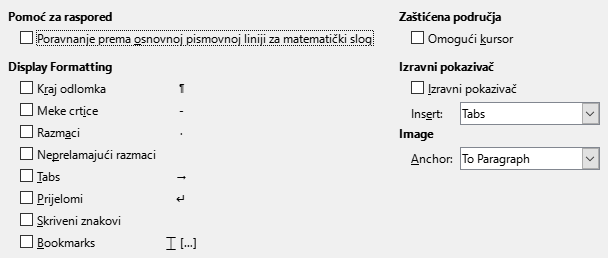 Pomoć za raspored
Poravnanje prema osnovnoj pismovnoj liniji za matematički slog
Display Formatting
Kraj odlomka ¶
Meke crtice -
Razmaci ·
Neprelamajući razmaci
Tabs →
Prijelomi ↵
Skriveni znakovi
Bookmarks ⌶ [...]
Zaštićena područja
Omogući kursor
Izravni pokazivač
Izravni pokazivač
Insert: Tabs
Image
Anchor: To Paragraph